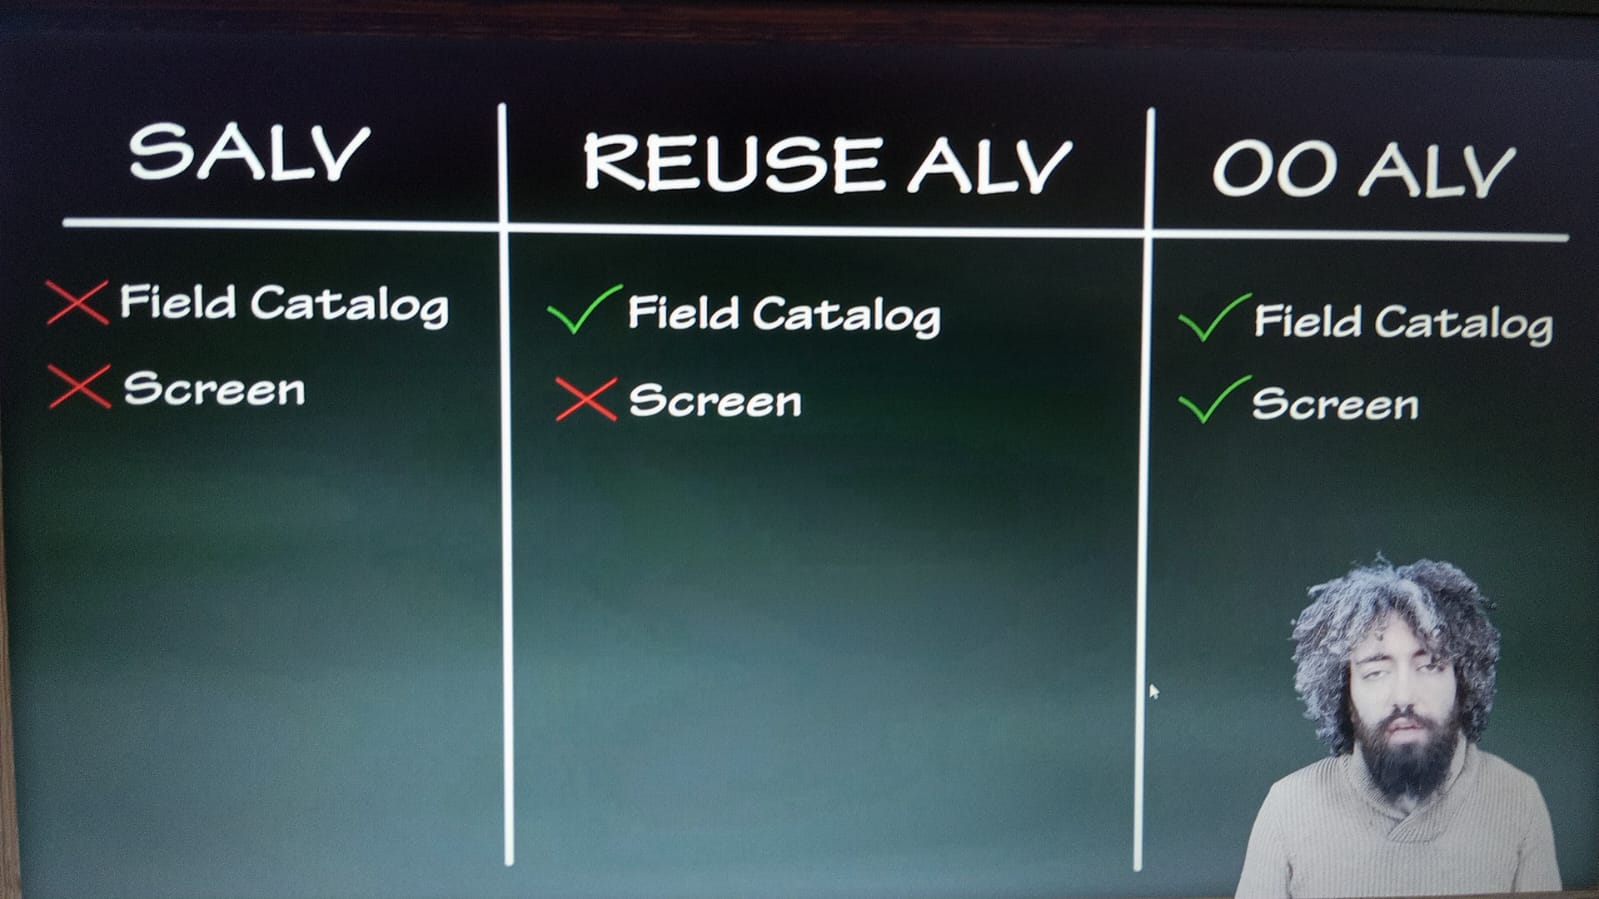 SALV
REUSE ALV
OO ALV
Field Catalog
Screen
Field Catalog
Screen
Field Catalog
Screen